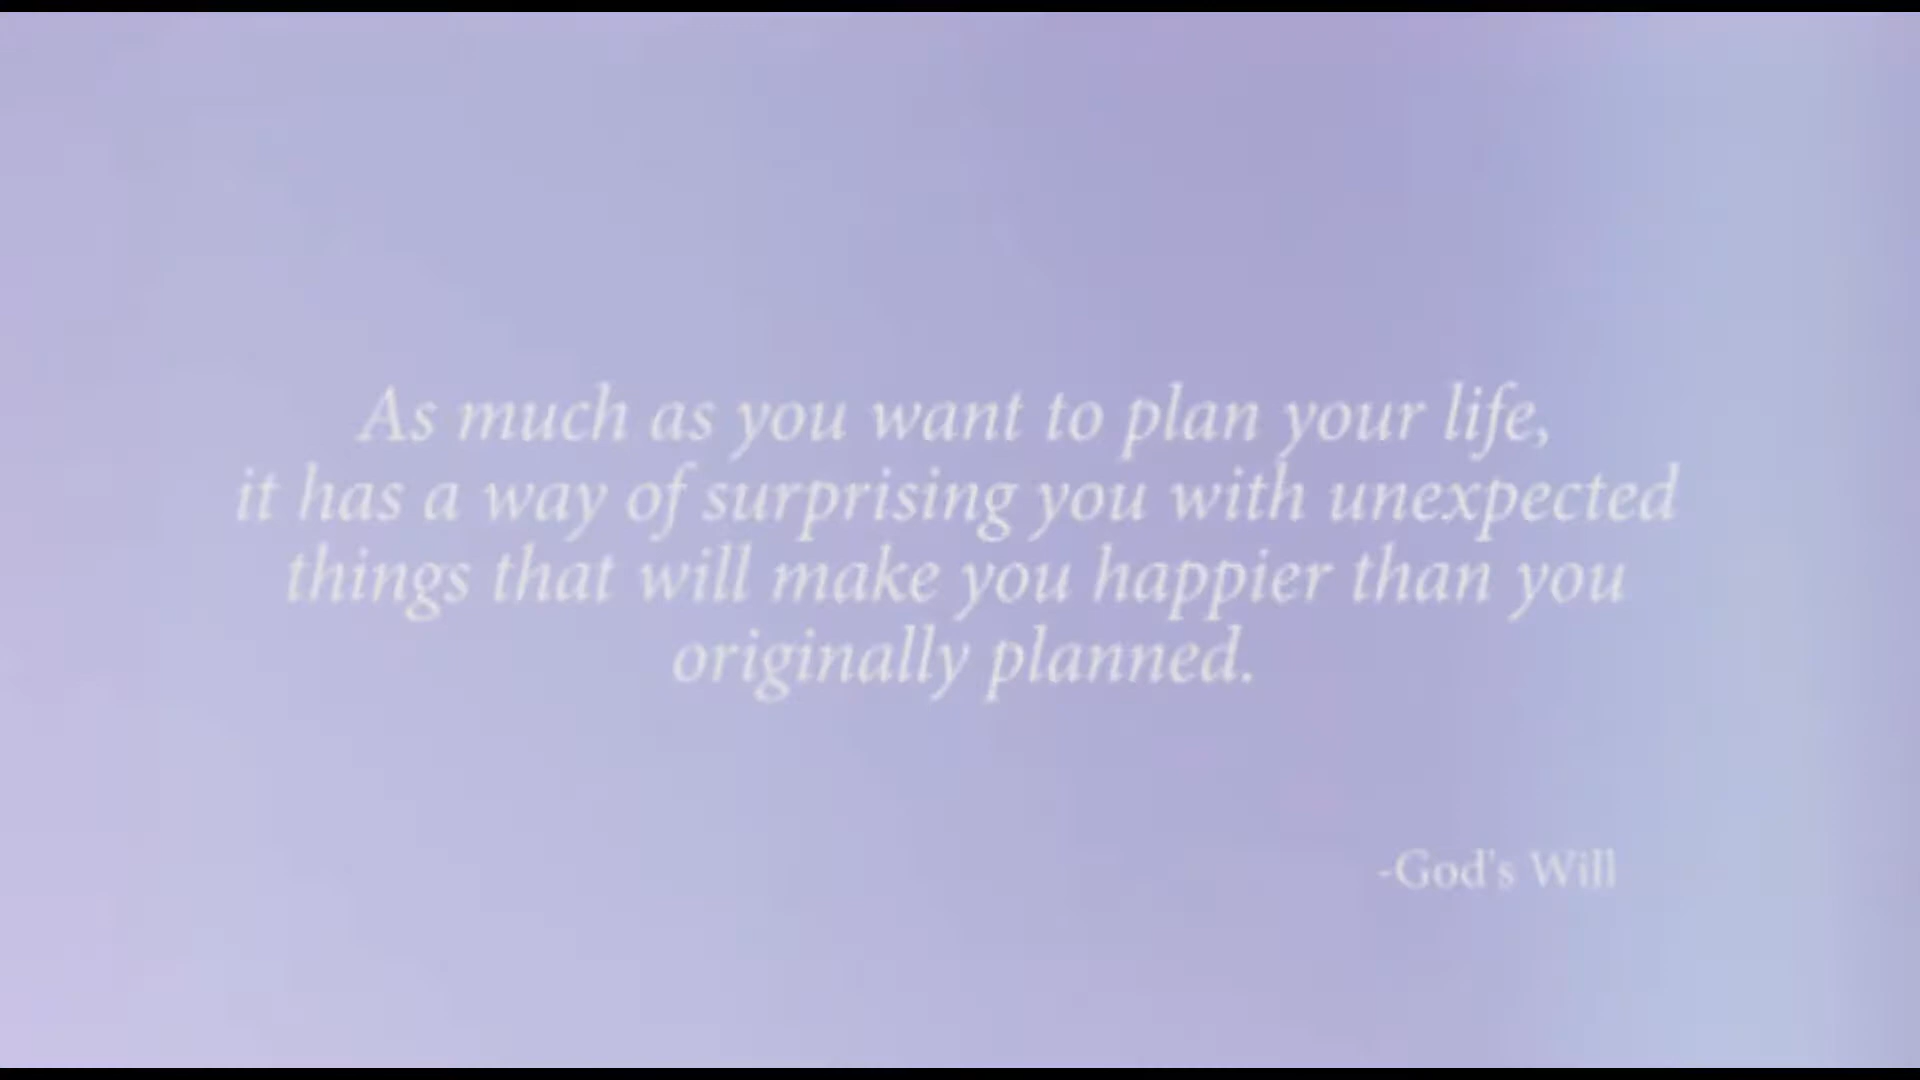 As much as you want to plan your life,
it has a way of surprising you with unexpected
things that will make you happier than you
originally planned.
-God's Will